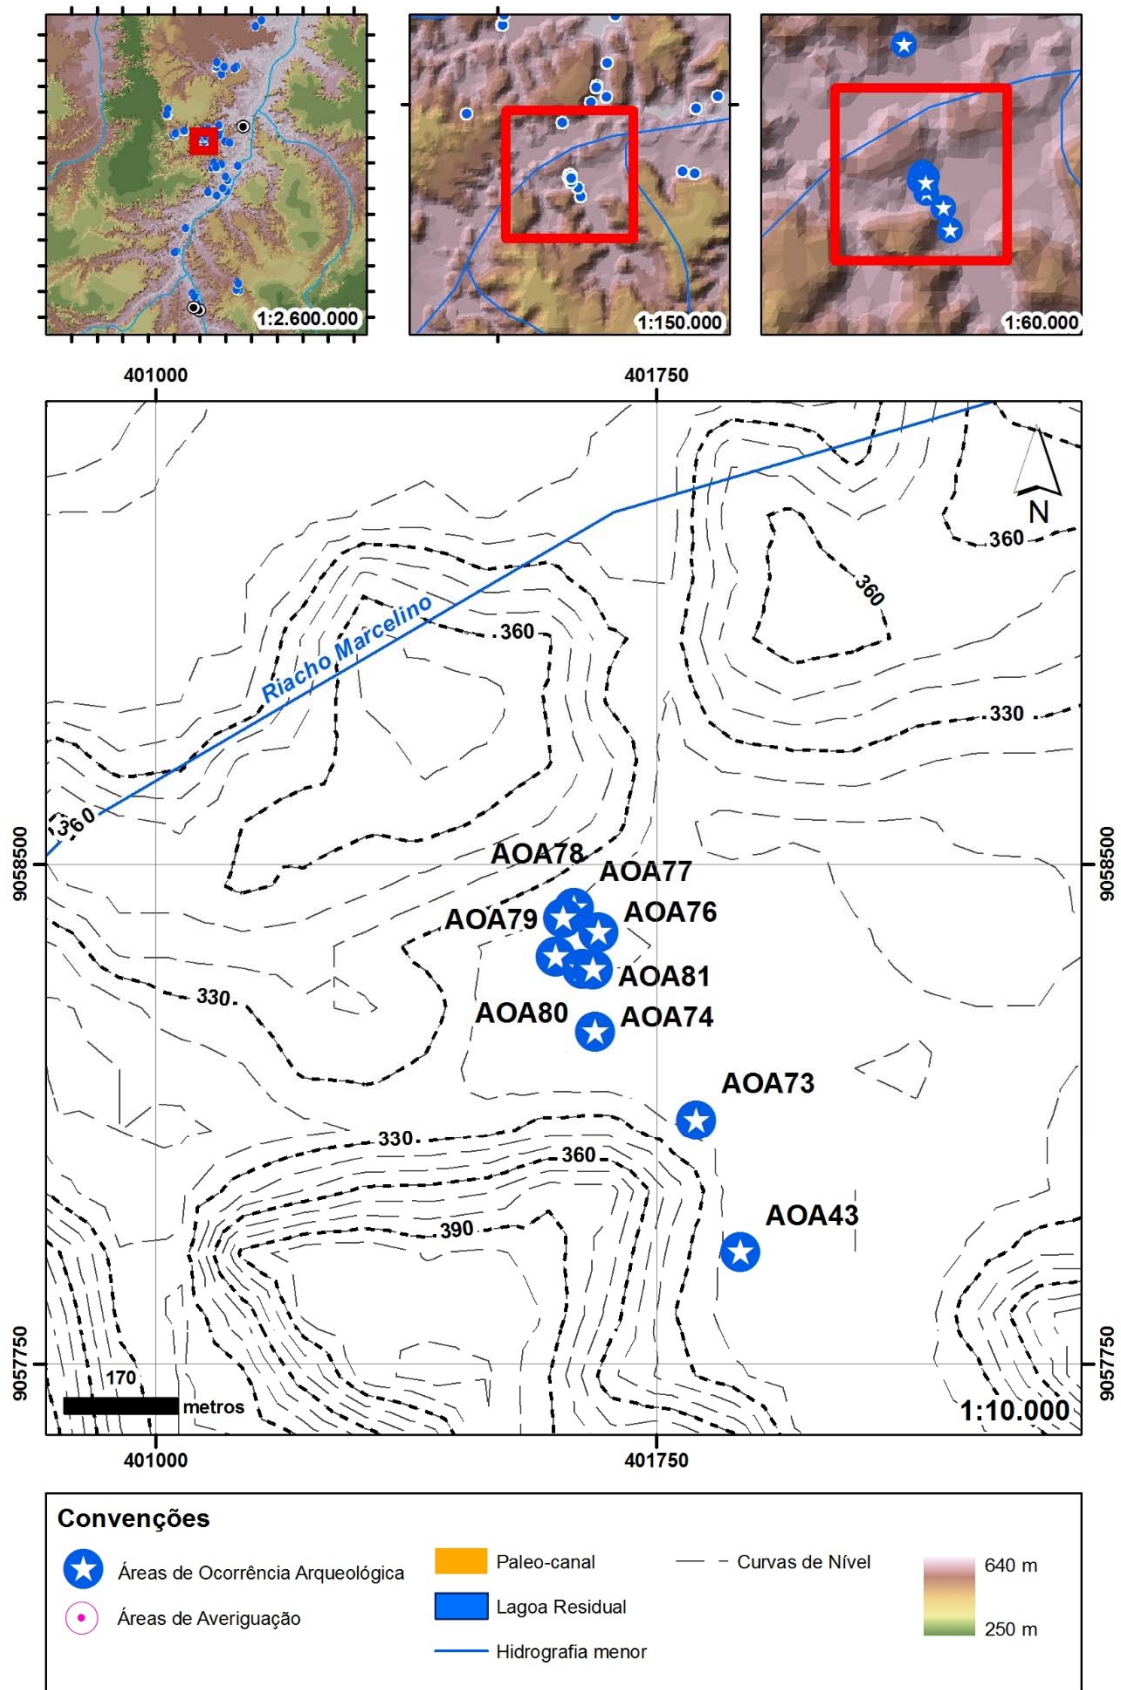 1:2.600.000
1:150.000
1:60.000
401000
401750
N
360
360
360
Riacho Marcelino
330
360
9058500
9058500
AOA78
AOA77
AOA79
AOA76
AOA81
330
AOA80
AOA74
AOA73
330
360
AOA43
390
9057750
9057750
170
metros
1:10.000
401000
401750
Convenções
Áreas de Ocorrência Arqueológica
Áreas de Averiguação
Paleo-canal
Lagoa Residual
Hidrografia menor
Curvas de Nível
640 m
250 m